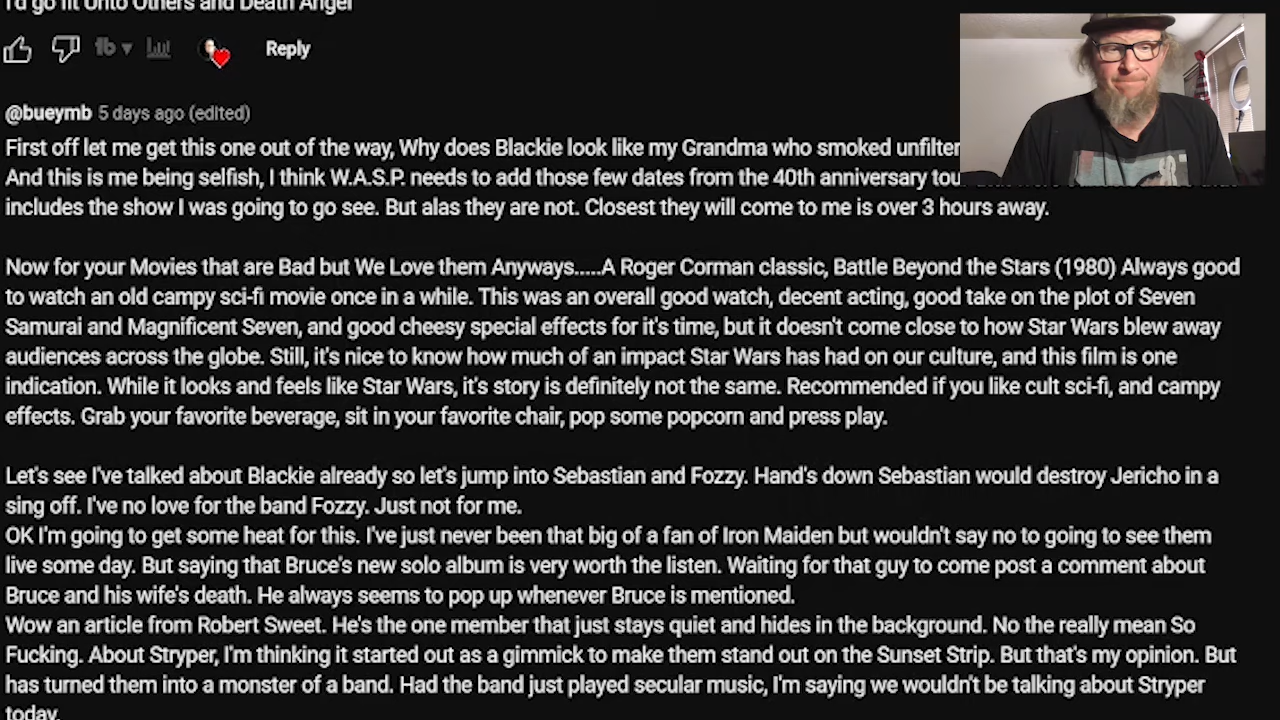 I'd go fit Unto Others and Death Angel
Reply
@bueymb 5 days ago (edited)
First off let me get this one out of the way, Why does Blackie look like my Grandma who smoked unfilter
And this is me being selfish, I think W.A.S.P. needs to add those few dates from the 40th anniversary tou
includes the show I was going to go see. But alas they are not. Closest they will come to me is over 3 hours away.
Now for your Movies that are Bad but We Love them Anyways.....A Roger Corman classic, Battle Beyond the Stars (1980) Always good
to watch an old campy sci-fi movie once in a while. This was an overall good watch, decent acting, good take on the plot of Seven
Samurai and Magnificent Seven, and good cheesy special effects for it's time, but it doesn't come close to how Star Wars blew away
audiences across the globe. Still, it's nice to know how much of an impact Star Wars has had on our culture, and this film is one
indication. While it looks and feels like Star Wars, it's story is definitely not the same. Recommended if you like cult sci-fi, and campy
effects. Grab your favorite beverage, sit in your favorite chair, pop some popcorn and press play.
Let's see I've talked about Blackie already so let's jump into Sebastian and Fozzy. Hand's down Sebastian would destroy Jericho in a
sing off. I've no love for the band Fozzy. Just not for me.
OK I'm going to get some heat for this. I've just never been that big of a fan of Iron Maiden but wouldn't say no to going to see them
live some day. But saying that Bruce's new solo album is very worth the listen. Waiting for that guy to come post a comment about
Bruce and his wife's death. He always seems to pop up whenever Bruce is mentioned.
Wow an article from Robert Sweet. He's the one member that just stays quiet and hides in the background. No the really mean So
Fucking. About Stryper, I'm thinking it started out as a gimmick to make them stand out on the Sunset Strip. But that's my opinion. But
has turned them into a monster of a band. Had the band just played secular music, I'm saying we wouldn't be talking about Stryper
today.